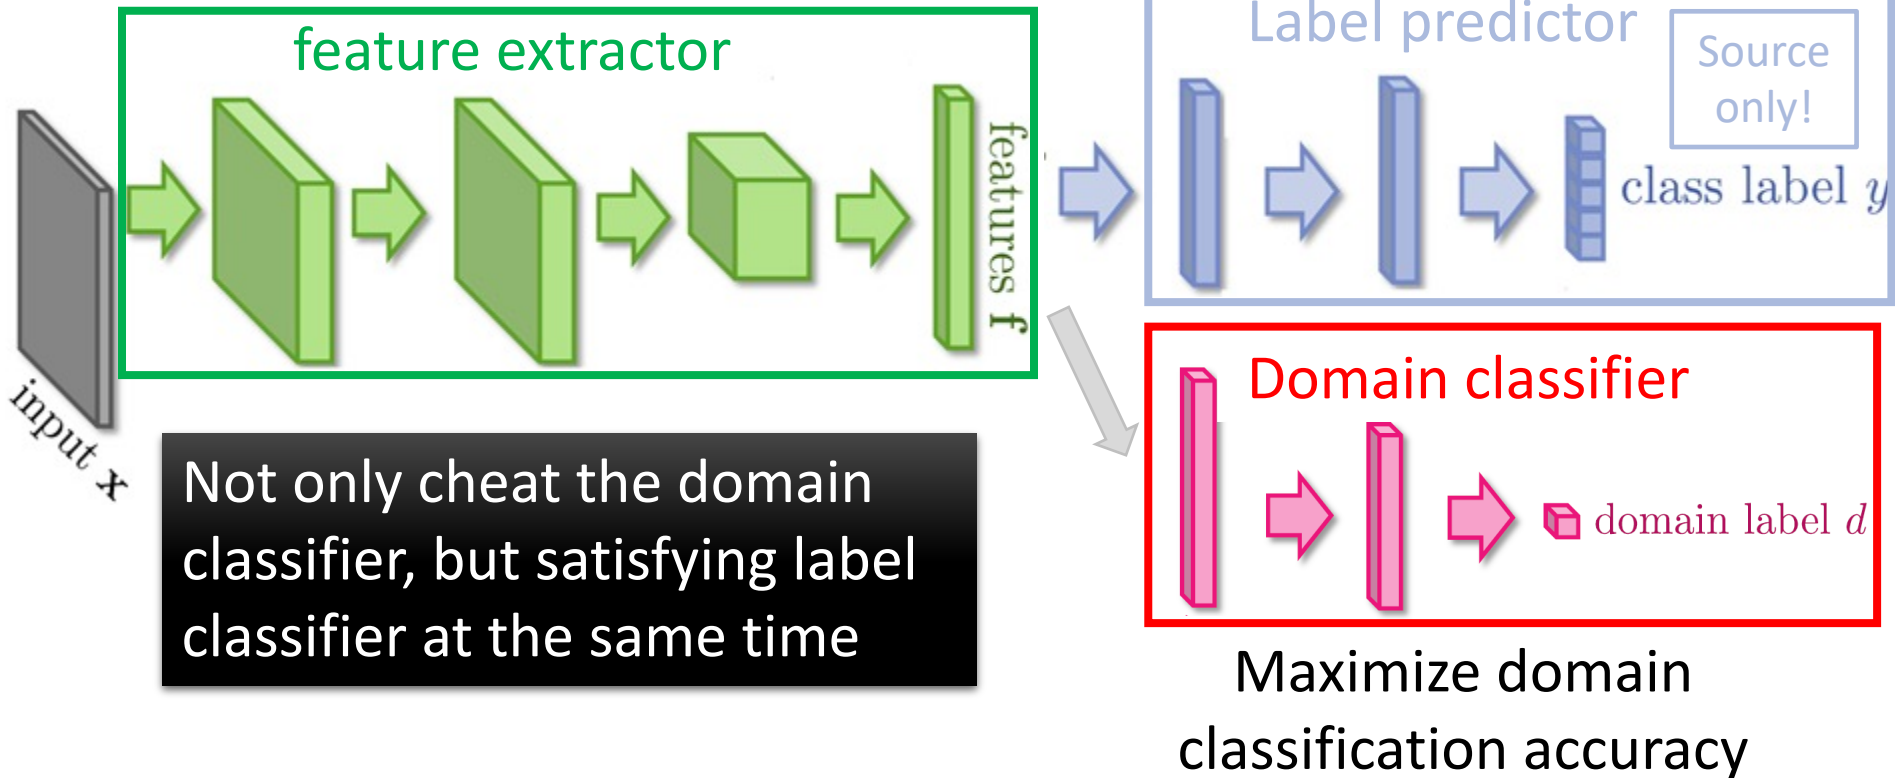 feature extractor
Label predictor
Source
only!
features f
class label y
input x
Domain classifier
domain label d
Not only cheat the domain
classifier, but satisfying label
classifier at the same time
Maximize domain
classification accuracy